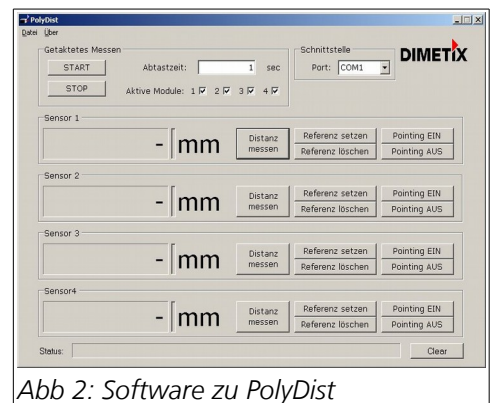 PolyDist
Datei Über
Getaktetes Messen
START Abtastzeit: 1 sec
STOP Aktive Module: 1 2 3 4
Schnittstelle
Port: COM1
DIMETIX
Sensor 1
- mm
Distanz messen
Referenz setzen Pointing EIN
Referenz löschen Pointing AUS
Sensor 2
- mm
Distanz messen
Referenz setzen Pointing EIN
Referenz löschen Pointing AUS
Sensor 3
- mm
Distanz messen
Referenz setzen Pointing EIN
Referenz löschen Pointing AUS
Sensor4
- mm
Distanz messen
Referenz setzen Pointing EIN
Referenz löschen Pointing AUS
Status: Clear
Abb 2: Software zu PolyDist